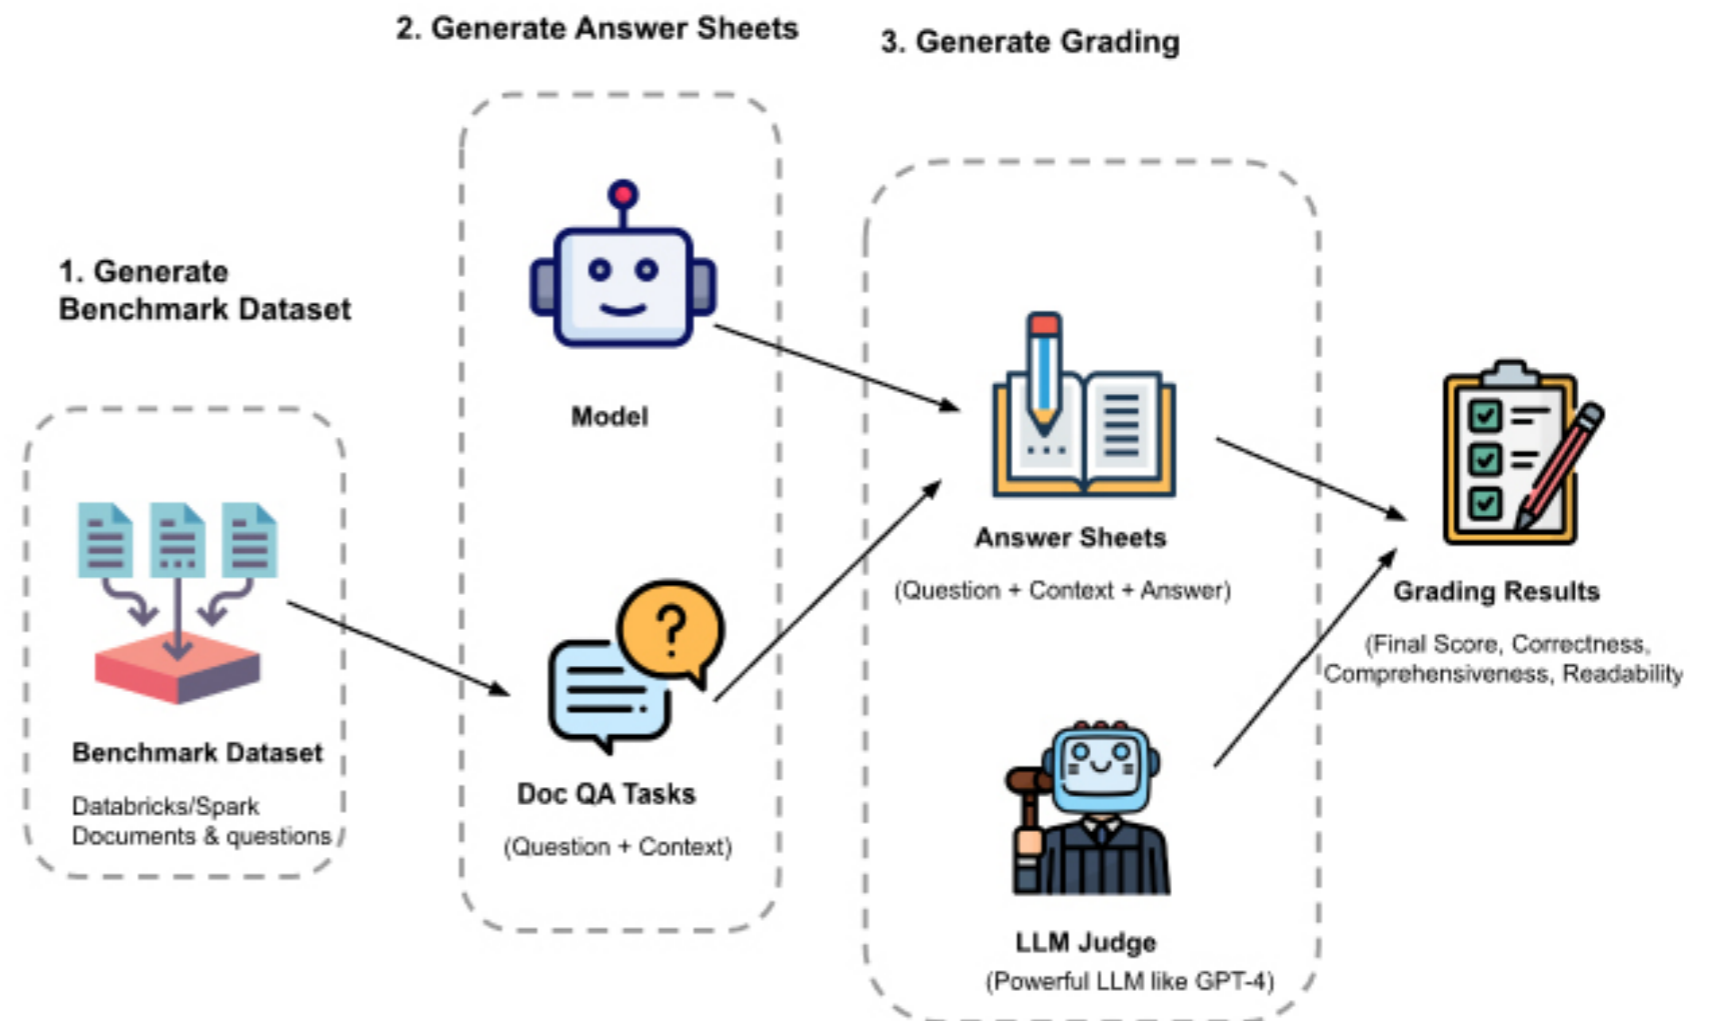 1. Generate
Benchmark Dataset
Benchmark Dataset
Databricks/Spark
Documents & questions
2. Generate Answer Sheets
Model
Doc QA Tasks
(Question + Context)
3. Generate Grading
Answer Sheets
(Question + Context + Answer)
LLM Judge
(Powerful LLM like GPT-4)
Grading Results
(Final Score, Correctness,
Comprehensiveness, Readability